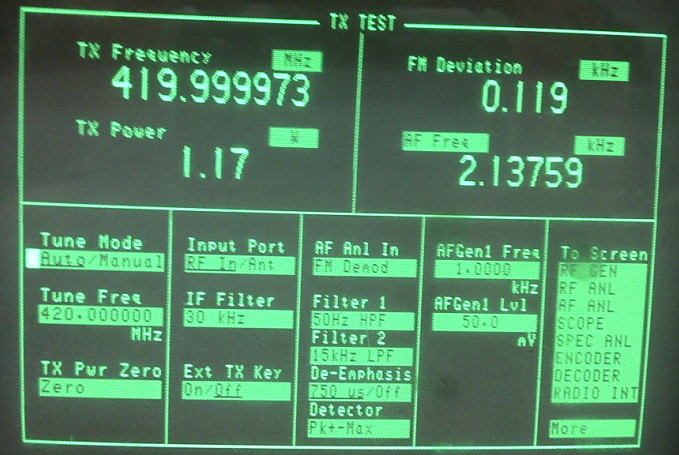 TX TEST
TX Frequency MHz
419.999973
TX Power W
1.17
FM Deviation kHz
0.119
AF Freq kHz
2.13759
Tune Mode
Auto/Manual
Tune Freq
420.000000
MHz
TX Pwr Zero
Zero
Input Port
RF In/Ant
IF Filter
30 kHz
Ext TX Key
On/Off
AF Anl In
FM Demod
Filter 1
50Hz HPF
Filter 2
15kHz LPF
De-Emphasis
750 us/Off
Detector
Pk+-Max
AFGen1 Freq
1.0000
kHz
AFGen1 Lvl
50.0
mV
To Screen
RF GEN
RF ANL
AF ANL
SCOPE
SPEC ANL
ENCODER
DECODER
RADIO INT
More